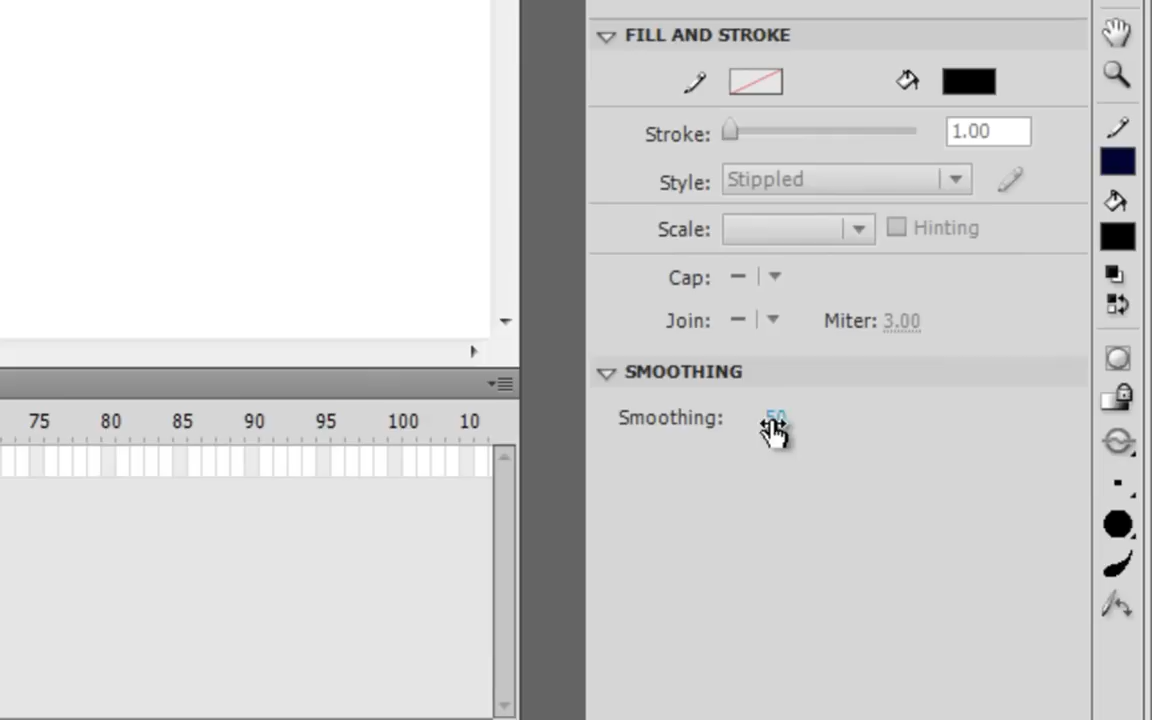 FILL AND STROKE
Stroke: 1.00
Style: Stippled
Scale: Hinting
Cap:
Join: Miter: 3.00
SMOOTHING
Smoothing: 50
75 80 85 90 95 100 10